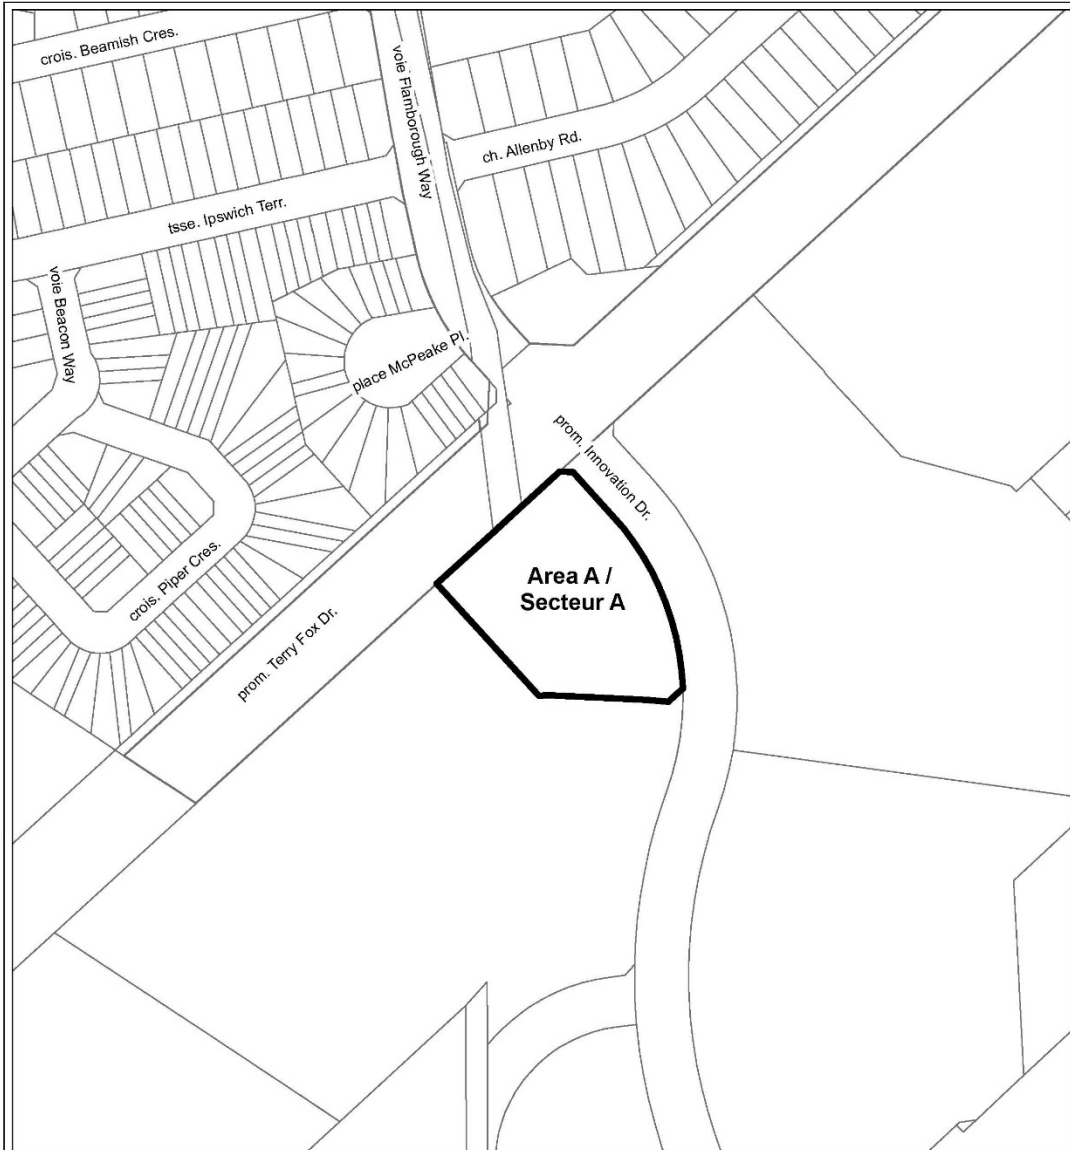 crois. Beamish Cres.
voie Flamborough Way
ch. Allenby Rd.
tsse. Ipswich Terr.
voie Beacon Way
place McPeake Pl.
prom. Innovation Dr.
crois. Piper Cres.
Area A /
Secteur A
prom. Terry Fox Dr.